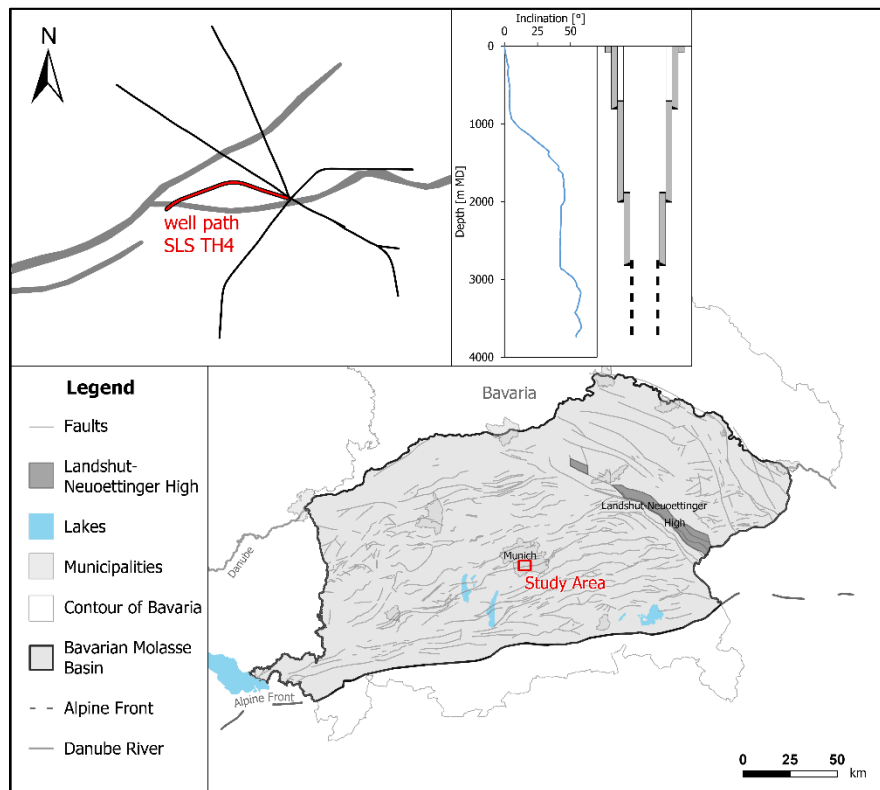 N
well path
SLS TH4
Inclination [°]
0 25 50
Depth [m MD]
0
1000
2000
3000
4000
Legend
Faults
Landshut-
Neuoettinger High
Lakes
Municipalities
Contour of Bavaria
Bavarian Molasse
Basin
Alpine Front
Danube River
Bavaria
Landshut-Neuoettinger
High
Danube
Munich
Study Area
Alpine Front
0 25 50
km